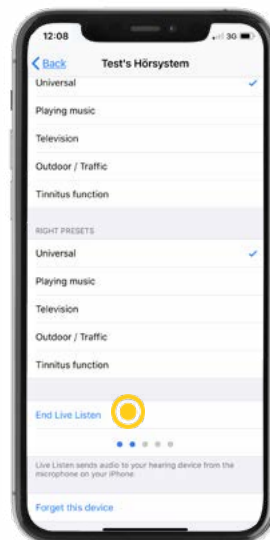 12:08
3G
Back Test's Hörsystem
Universal
Playing music
Television
Outdoor / Traffic
Tinnitus function
RIGHT PRESETS
Universal
Playing music
Television
Outdoor / Traffic
Tinnitus function
End Live Listen
Live Listen sends audio to your hearing device from the
microphone on your iPhone.
Forget this device